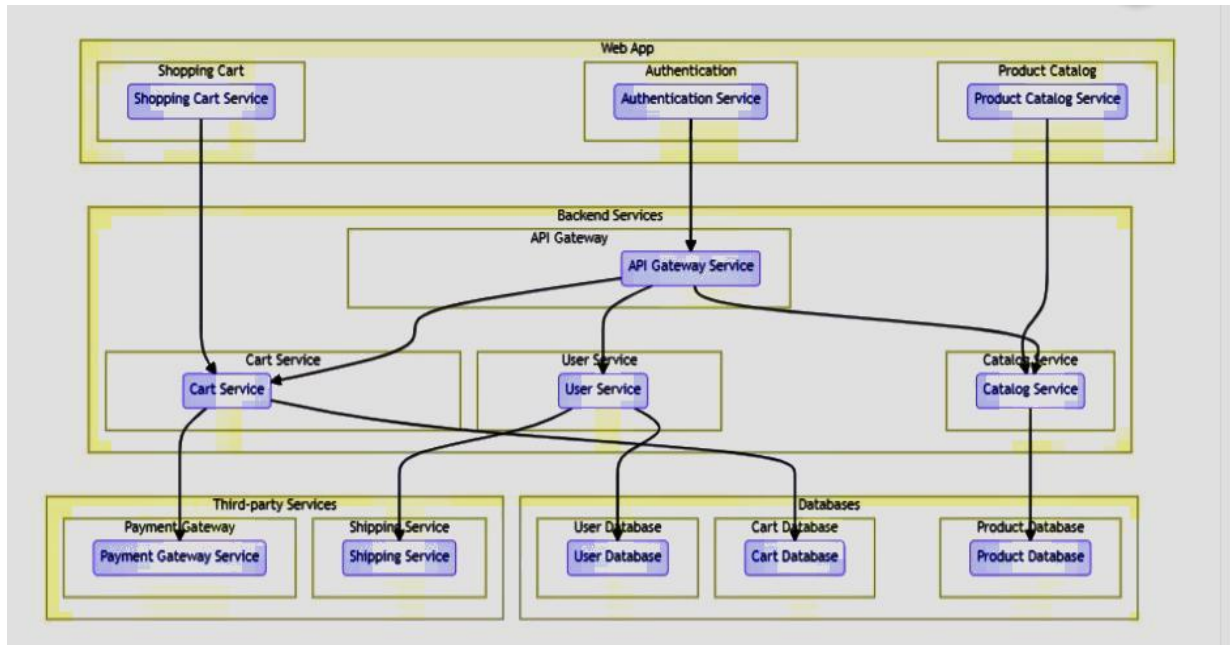 Web App
Shopping Cart
Authentication
Product Catalog
Shopping Cart Service
Authentication Service
Product Catalog Service
Backend Services
API Gateway
API Gateway Service
Cart Service
User Service
Catalog Service
Cart Service
User Service
Catalog Service
Third-party Services
Databases
Payment Gateway
Shipping Service
User Database
Cart Database
Product Database
Payment Gateway Service
Shipping Service
User Database
Cart Database
Product Database